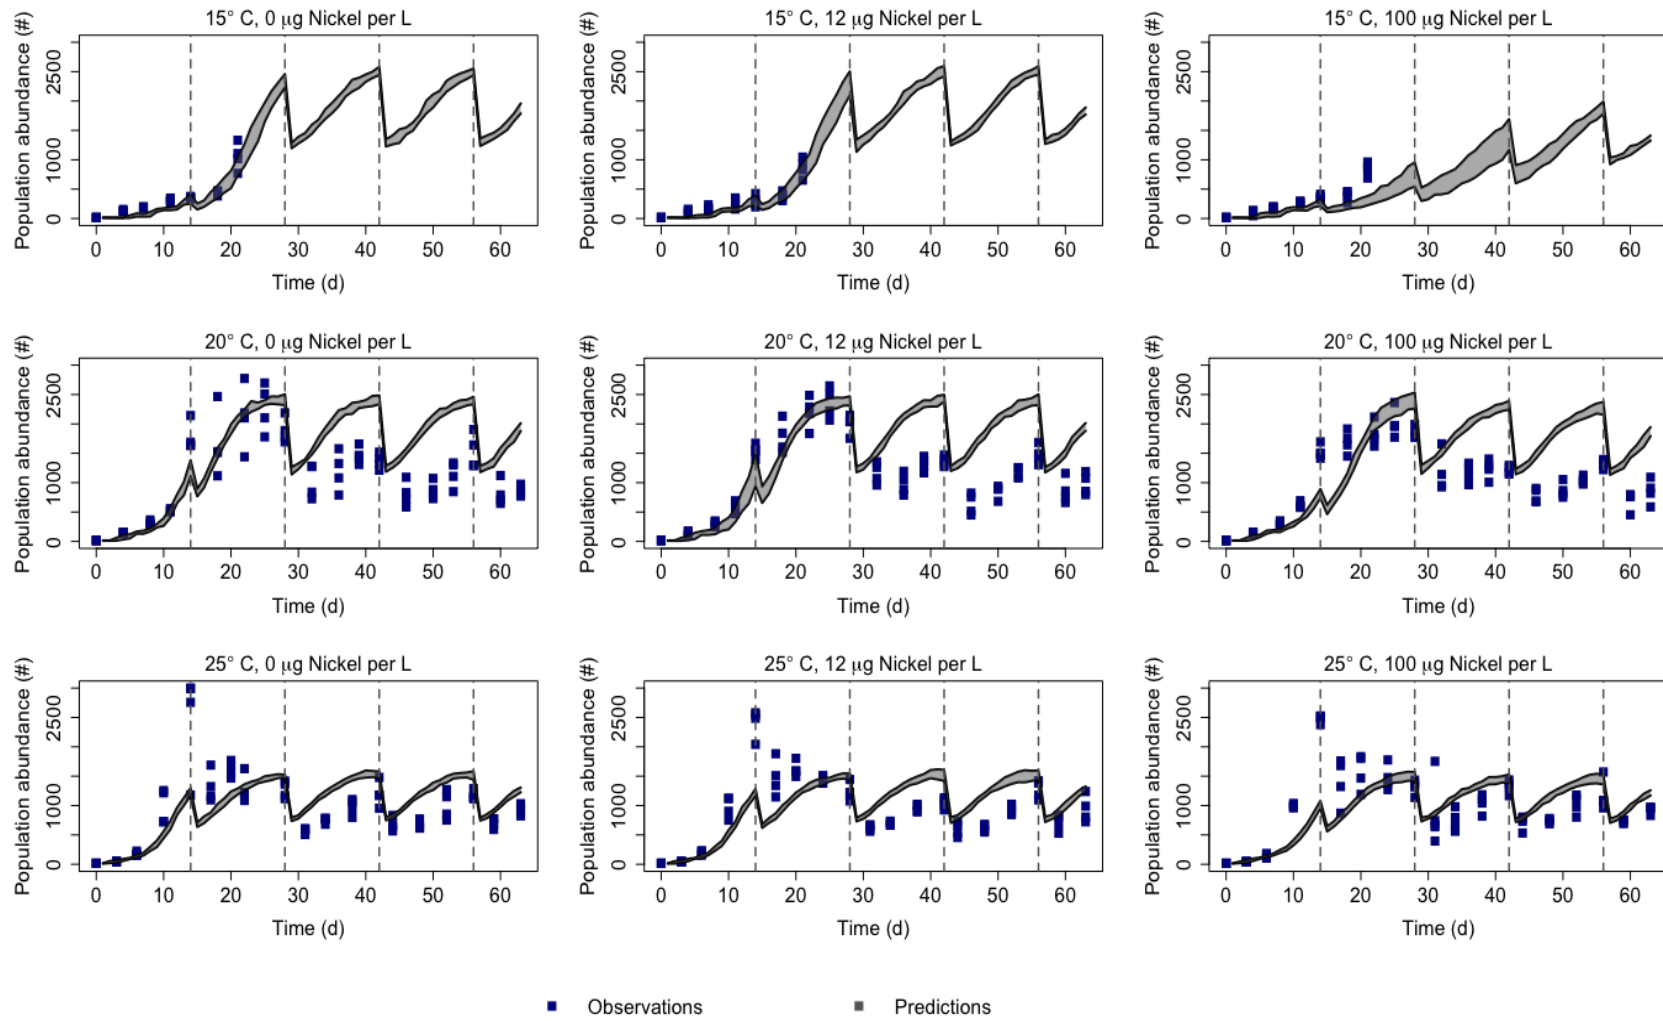 15° C, 0 μg Nickel per L
15° C, 12 μg Nickel per L
15° C, 100 μg Nickel per L
Population abundance (#)
Population abundance (#)
Population abundance (#)
2500
1000
0
2500
1000
0
2500
1000
0
0 10 20 30 40 50 60
0 10 20 30 40 50 60
0 10 20 30 40 50 60
Time (d)
Time (d)
Time (d)
20° C, 0 μg Nickel per L
20° C, 12 μg Nickel per L
20° C, 100 μg Nickel per L
Population abundance (#)
Population abundance (#)
Population abundance (#)
2500
1000
0
2500
1000
0
2500
1000
0
0 10 20 30 40 50 60
0 10 20 30 40 50 60
0 10 20 30 40 50 60
Time (d)
Time (d)
Time (d)
25° C, 0 μg Nickel per L
25° C, 12 μg Nickel per L
25° C, 100 μg Nickel per L
Population abundance (#)
Population abundance (#)
Population abundance (#)
2500
1000
0
2500
1000
0
2500
1000
0
0 10 20 30 40 50 60
0 10 20 30 40 50 60
0 10 20 30 40 50 60
Time (d)
Time (d)
Time (d)
Observations
Predictions